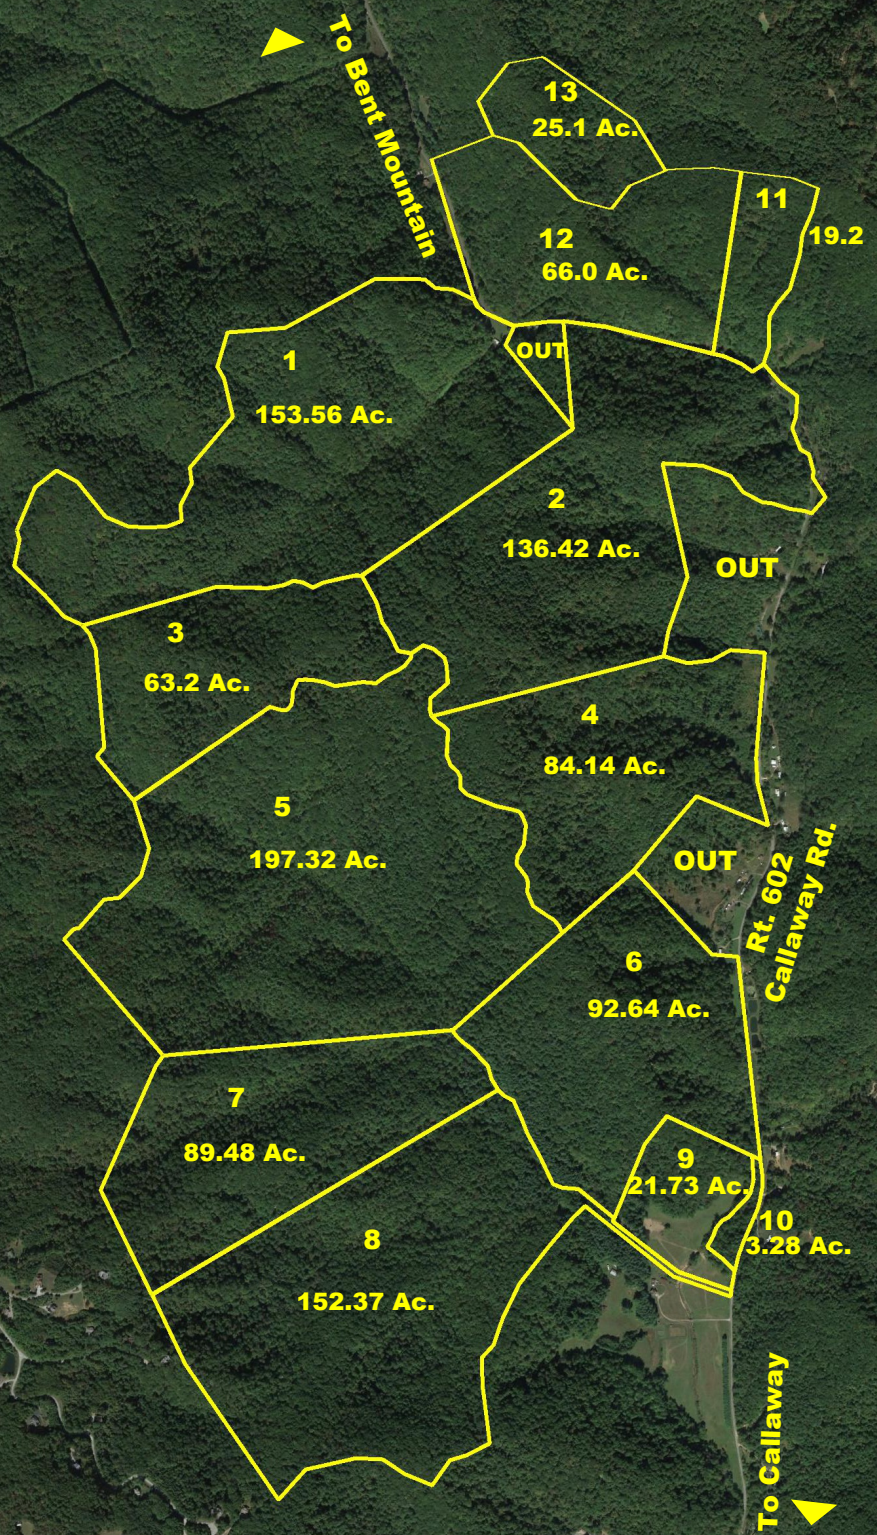 To Bent Mountain
13
25.1 Ac.
11
19.2
12
66.0 Ac.
OUT
1
153.56 Ac.
2
136.42 Ac.
OUT
3
63.2 Ac.
4
84.14 Ac.
5
197.32 Ac.
OUT
Rt. 602
Callaway Rd.
6
92.64 Ac.
7
89.48 Ac.
9
21.73 Ac.
10
3.28 Ac.
8
152.37 Ac.
To Callaway